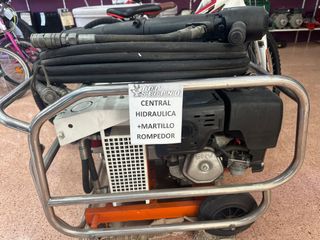 CENTRAL
HIDRAULICA
+MARTILLO
ROMPEDOR